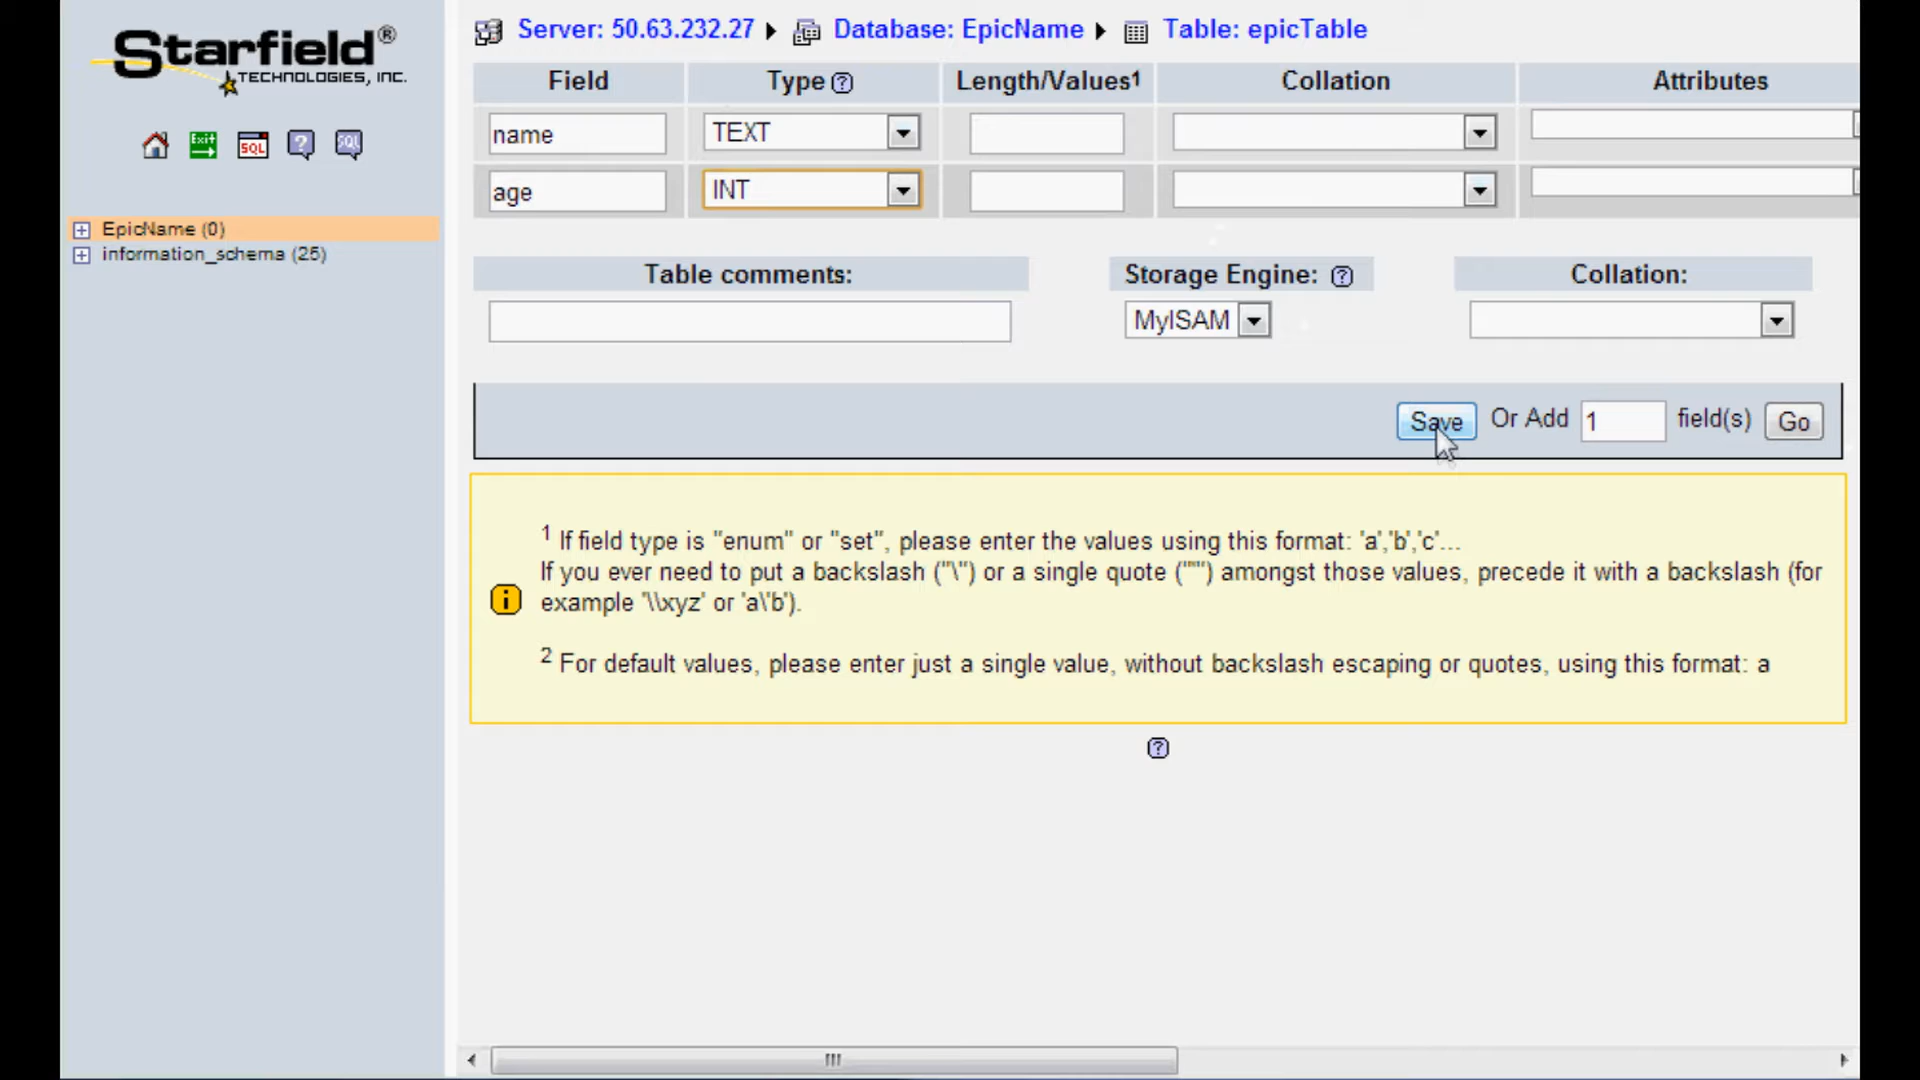 Starfield®
TECHNOLOGIES, INC.
Exit
SQL
?
SQL
EpicName (0)
information_schema (25)
Server: 50.63.232.27 Database: EpicName Table: epicTable
Field Type ? Length/Values1 Collation Attributes
name TEXT
age INT
Table comments: Storage Engine: ? Collation:
MyISAM
Save Or Add 1 field(s) Go
1 If field type is "enum" or "set", please enter the values using this format: 'a','b','c'...
If you ever need to put a backslash ("\") or a single quote ("'") amongst those values, precede it with a backslash (for
example '\\xyz' or 'a\'b').
2 For default values, please enter just a single value, without backslash escaping or quotes, using this format: a
?